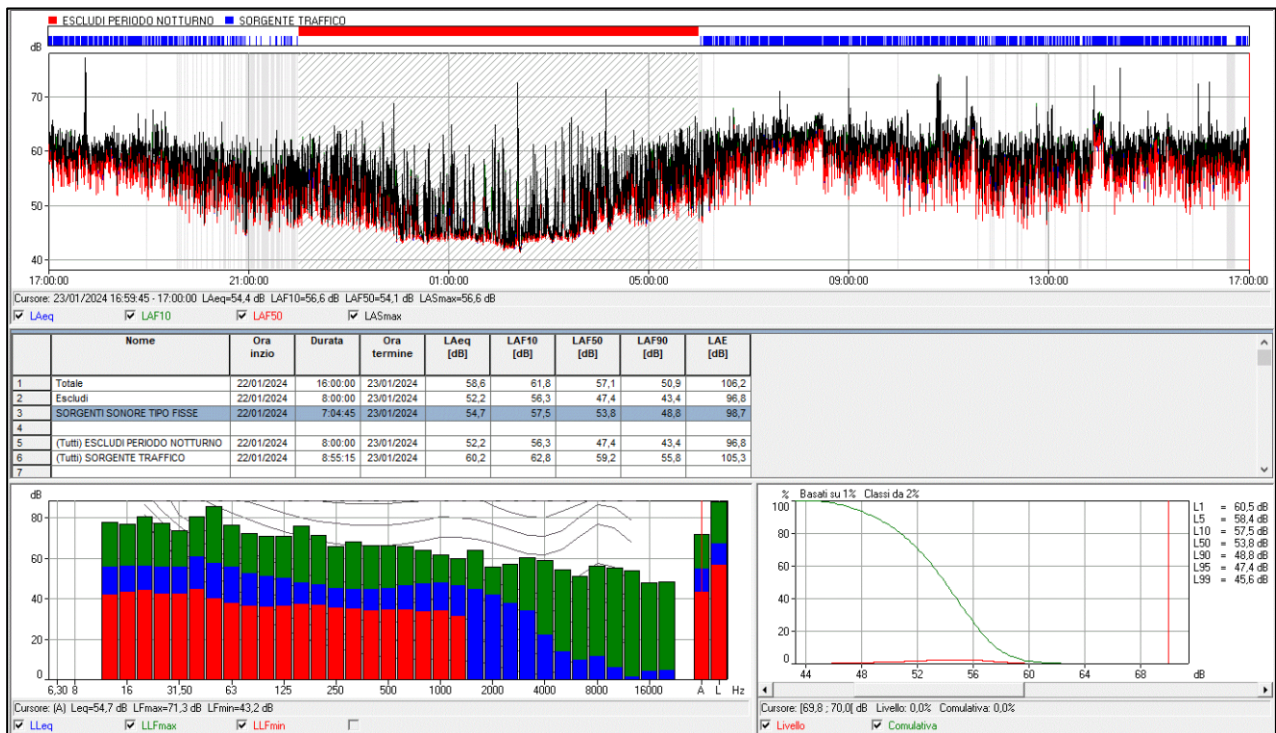 ESCLUDI PERIODO NOTTURNO SORGENTE TRAFFICO
dB
70
60
50
40
17:00:00 21:00:00 01:00:00 05:00:00 09:00:00 13:00:00 17:00:00
Cursore: 23/01/2024 16:59:45 - 17:00:00 LAeq=54,4 dB LAF10=56,6 dB LAF50=54,1 dB LASmax=56,6 dB
LAeq LAF10 LAF50 LASmax
Nome Ora inzio Durata Ora termine LAeq [dB] LAF10 [dB] LAF50 [dB] LAF90 [dB] LAE [dB]
1 Totale 22/01/2024 16:00:00 23/01/2024 58,6 61,8 57,1 50,9 106,2
2 Escludi 22/01/2024 8:00:00 23/01/2024 52,2 56,3 47,4 43,4 96,8
3 SORGENTI SONORE TIPO FISSE 22/01/2024 7:04:45 23/01/2024 54,7 57,5 53,8 48,8 98,7
4
5 (Tutti) ESCLUDI PERIODO NOTTURNO 22/01/2024 8:00:00 23/01/2024 52,2 56,3 47,4 43,4 96,8
6 (Tutti) SORGENTE TRAFFICO 22/01/2024 8:55:15 23/01/2024 60,2 62,8 59,2 55,8 105,3
7
dB
80
60
40
20
0
6,30 8 16 31,50 63 125 250 500 1000 2000 4000 8000 16000 A L Hz
Cursore: (A) Leq=54,7 dB LFmax=71,3 dB LFmin=43,2 dB
LLeq LLFmax LLFmin
% Basati su 1% Classi da 2%
100
80
60
40
20
0
44 48 52 56 60 64 68 dB
L1 = 60,5 dB
L5 = 58,4 dB
L10 = 57,5 dB
L50 = 53,8 dB
L90 = 48,8 dB
L95 = 47,4 dB
L99 = 45,6 dB
Cursore: [69,8 ; 70,0[ dB Livello: 0,0% Comulativa: 0,0%
Livello Comulativa